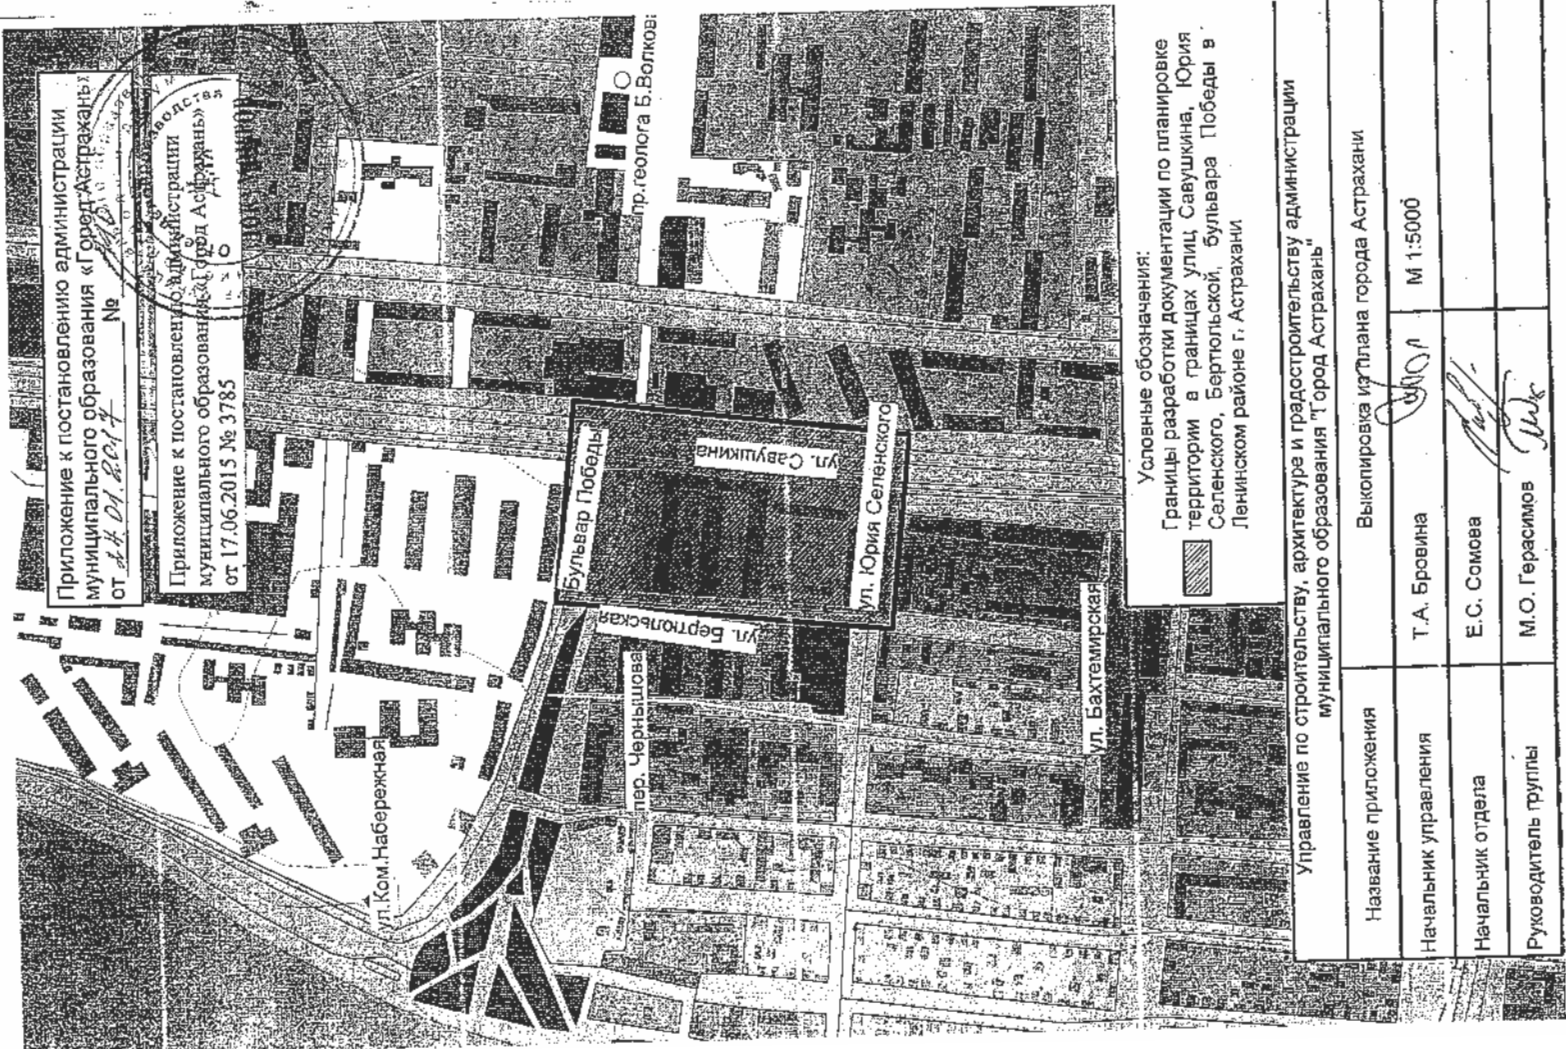 Приложение к постановлению администрации
муниципального образования «Город Астрахань»
от 24.01.2017 №
Приложение к постановлению администрации
муниципального образования «Город Астрахань»
от 17.06.2015 № 3785
пр.геолога Б.Волкова
Бульвар Победы
ул. Савушкина
ул. Юрия Селенского
ул. Бертюльская
пер. Чернышова
ул.Ком.Набережная
ул. Бахтемирская
Условные обозначения:
Границы разработки документации по планировке
территории в границах улиц Савушкина, Юрия
Селенского, Бертюльской, бульвара Победы в
Ленинском районе г. Астрахани
Управление по строительству, архитектуре и градостроительству администрации
муниципального образования "Город Астрахань"
Название приложения
Выкопировка из плана города Астрахани
Начальник управления
Т.А. Бровина
М 1:5000
Начальник отдела
Е.С. Сомова
Руководитель группы
М.О. Герасимов